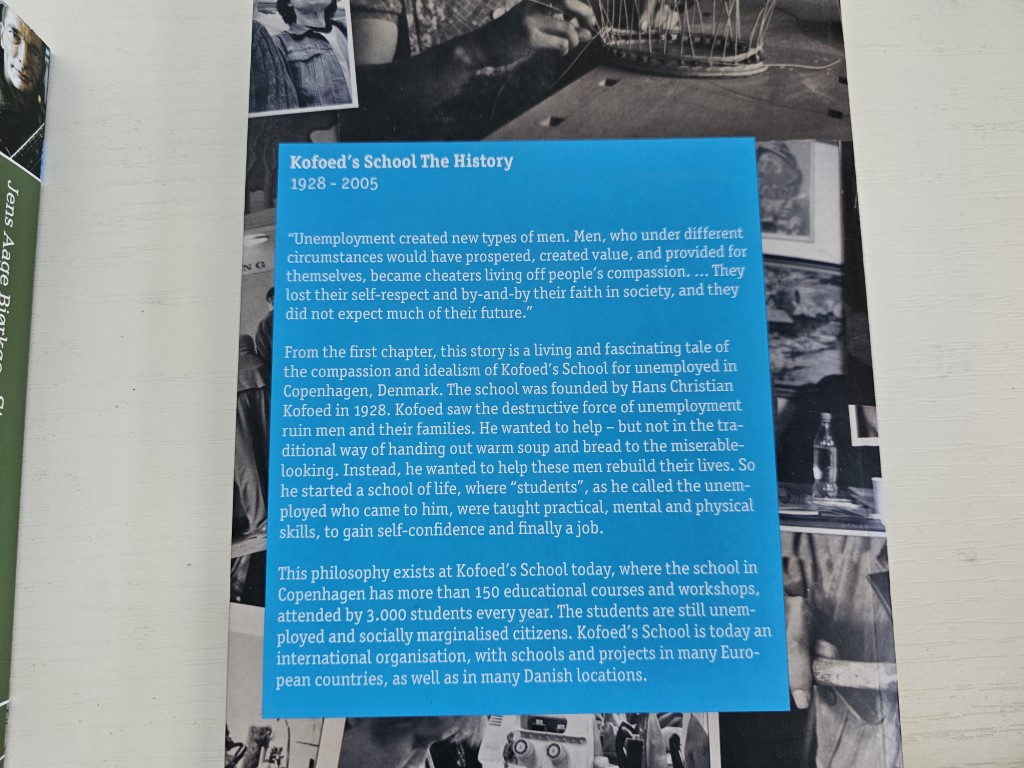 Kofoed's School The History
1928 - 2005
“Unemployment created new types of men. Men, who under different
circumstances would have prospered, created value, and provided for
themselves, became cheaters living off people's compassion. ... They
lost their self-respect and by-and-by their faith in society, and they
did not expect much of their future.”
From the first chapter, this story is a living and fascinating tale of
the compassion and idealism of Kofoed's School for unemployed in
Copenhagen, Denmark. The school was founded by Hans Christian
Kofoed in 1928. Kofoed saw the destructive force of unemployment
ruin men and their families. He wanted to help – but not in the tra-
ditional way of handing out warm soup and bread to the miserable-
looking. Instead, he wanted to help these men rebuild their lives. So
he started a school of life, where “students”, as he called the unem-
ployed who came to him, were taught practical, mental and physical
skills, to gain self-confidence and finally a job.
This philosophy exists at Kofoed's School today, where the school in
Copenhagen has more than 150 educational courses and workshops,
attended by 3.000 students every year. The students are still unem-
ployed and socially marginalised citizens. Kofoed's School is today an
international organisation, with schools and projects in many Euro-
pean countries, as well as in many Danish locations.
Jens Aage
NG